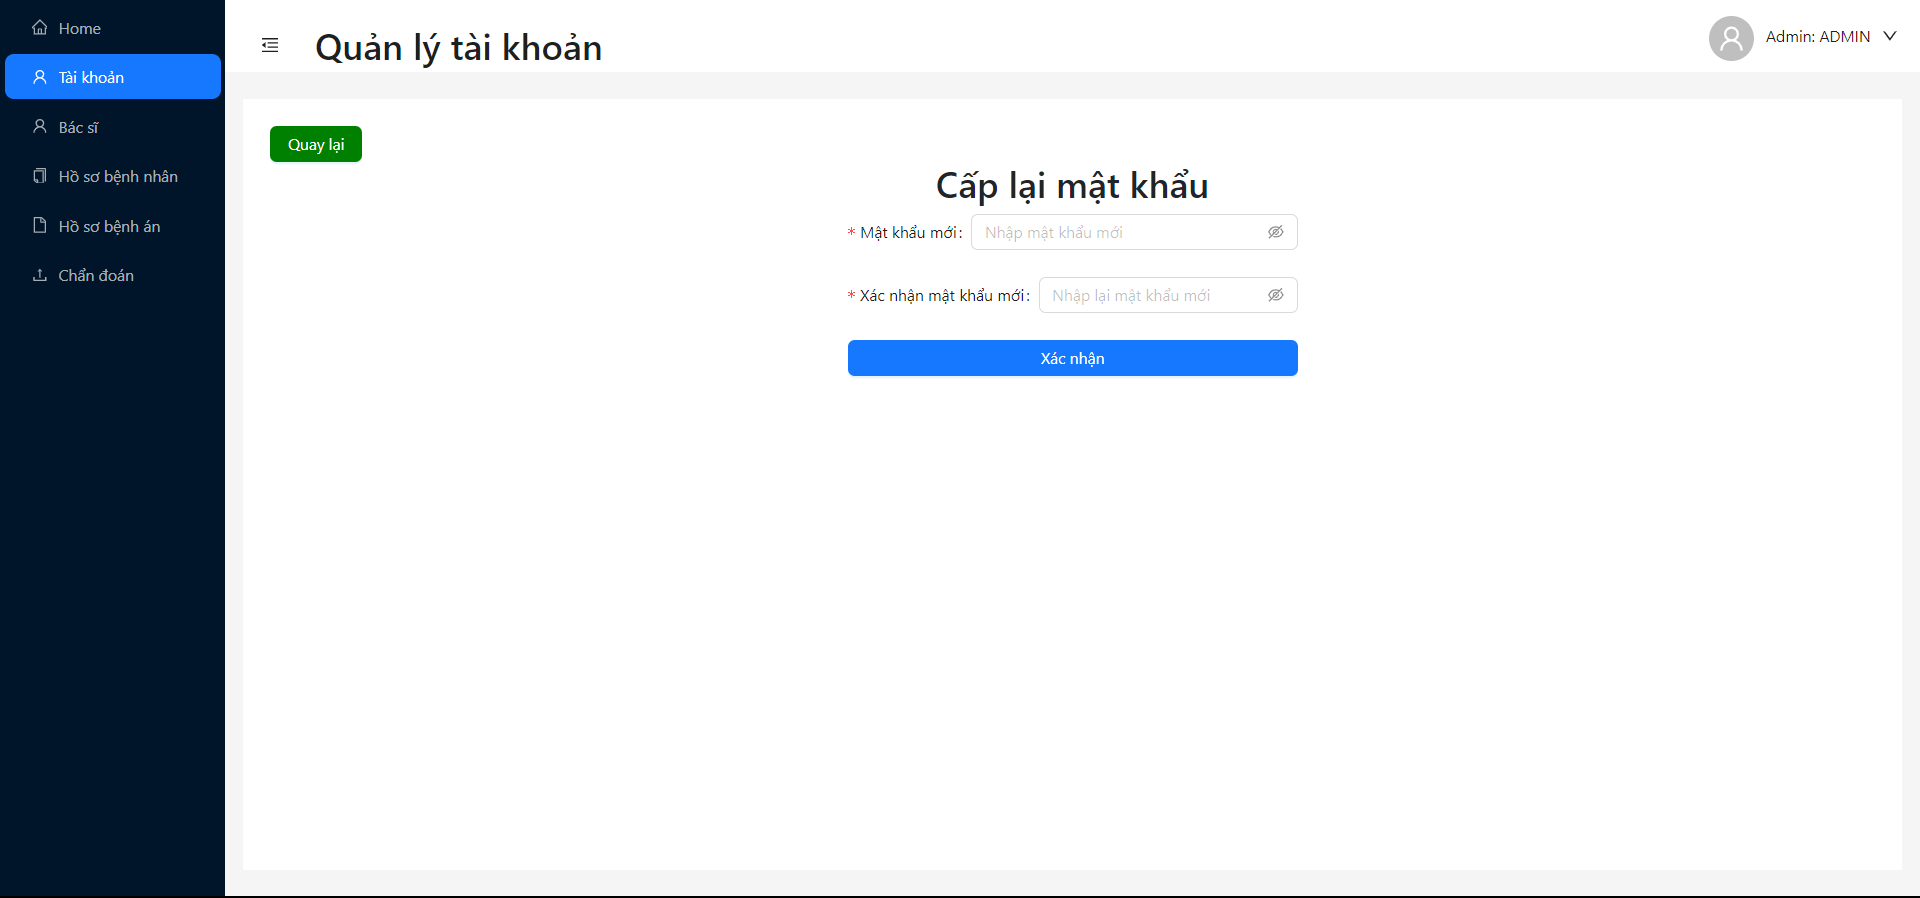 Home
Tài khoản
Bác sĩ
Hồ sơ bệnh nhân
Hồ sơ bệnh án
Chẩn đoán
Quản lý tài khoản
Admin: ADMIN
Quay lại
Cấp lại mật khẩu
* Mật khẩu mới: Nhập mật khẩu mới
* Xác nhận mật khẩu mới: Nhập lại mật khẩu mới
Xác nhận